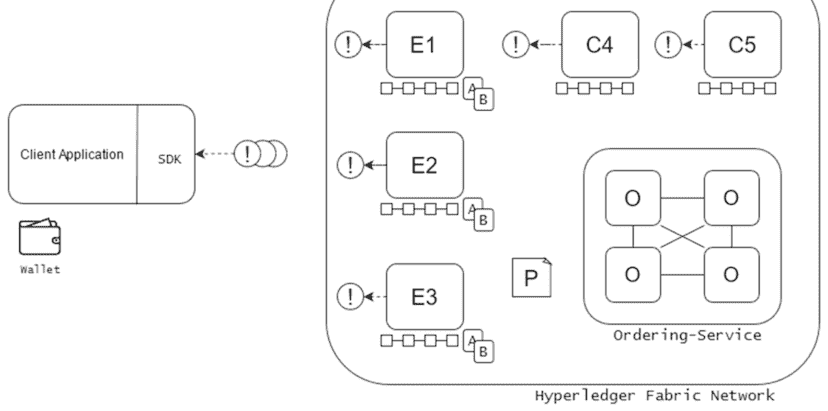 ! E1 ! C4 ! C5
A
B
Client Application SDK !
! E2
A
B
O O
O O
P
! E3
A
B
Ordering-Service
Wallet
Hyperledger Fabric Network